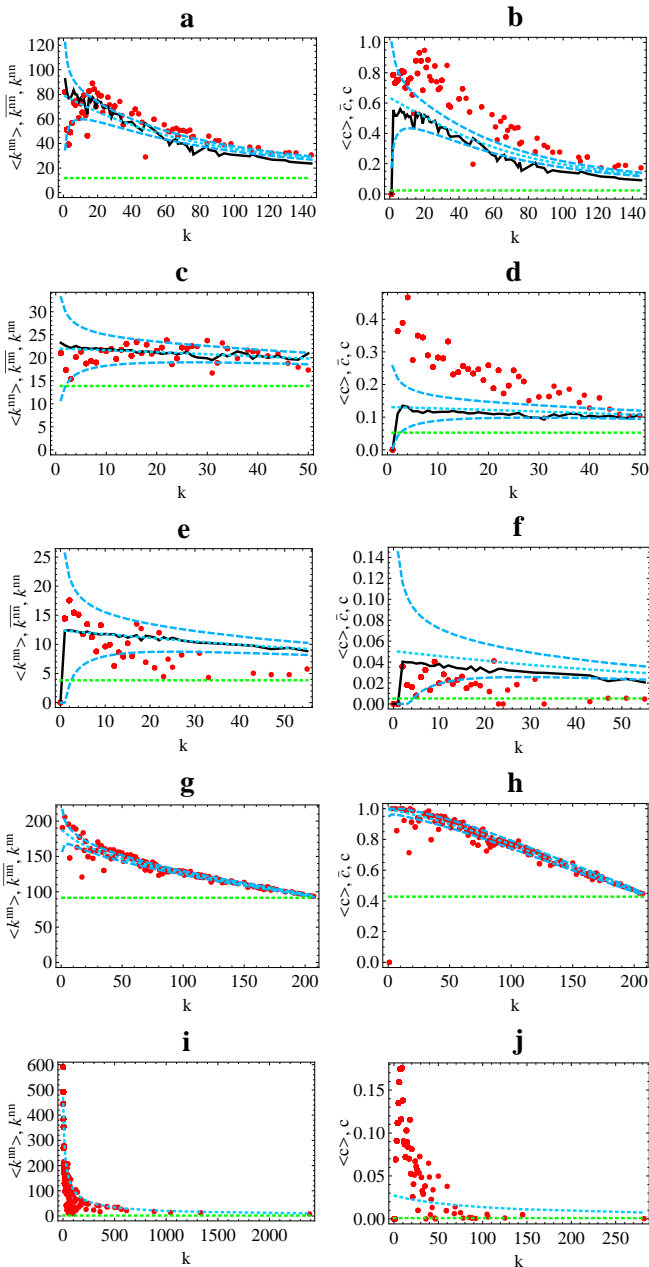 a
<k^nn>, k^nn, k^nn
120
100
80
60
40
20
0
0 20 40 60 80 100 120 140
k
b
<c>, c̄, c
1.0
0.8
0.6
0.4
0.2
0.0
0 20 40 60 80 100 120 140
k
c
<k^nn>, k^nn, k^nn
30
25
20
15
10
5
0
0 10 20 30 40 50
k
d
<c>, c̄, c
0.4
0.3
0.2
0.1
0.0
0 10 20 30 40 50
k
e
<k^nn>, k^nn, k^nn
25
20
15
10
5
0
0 10 20 30 40 50
k
f
<c>, c̄, c
0.14
0.12
0.10
0.08
0.06
0.04
0.02
0.00
0 10 20 30 40 50
k
g
<k^nn>, k^nn, k^nn
200
150
100
50
0
0 50 100 150 200
k
h
<c>, c̄, c
1.0
0.8
0.6
0.4
0.2
0.0
0 50 100 150 200
k
i
<k^nn>, k^nn
600
500
400
300
200
100
0
0 500 1000 1500 2000
k
j
<c>, c
0.15
0.10
0.05
0.00
0 50 100 150 200 250
k